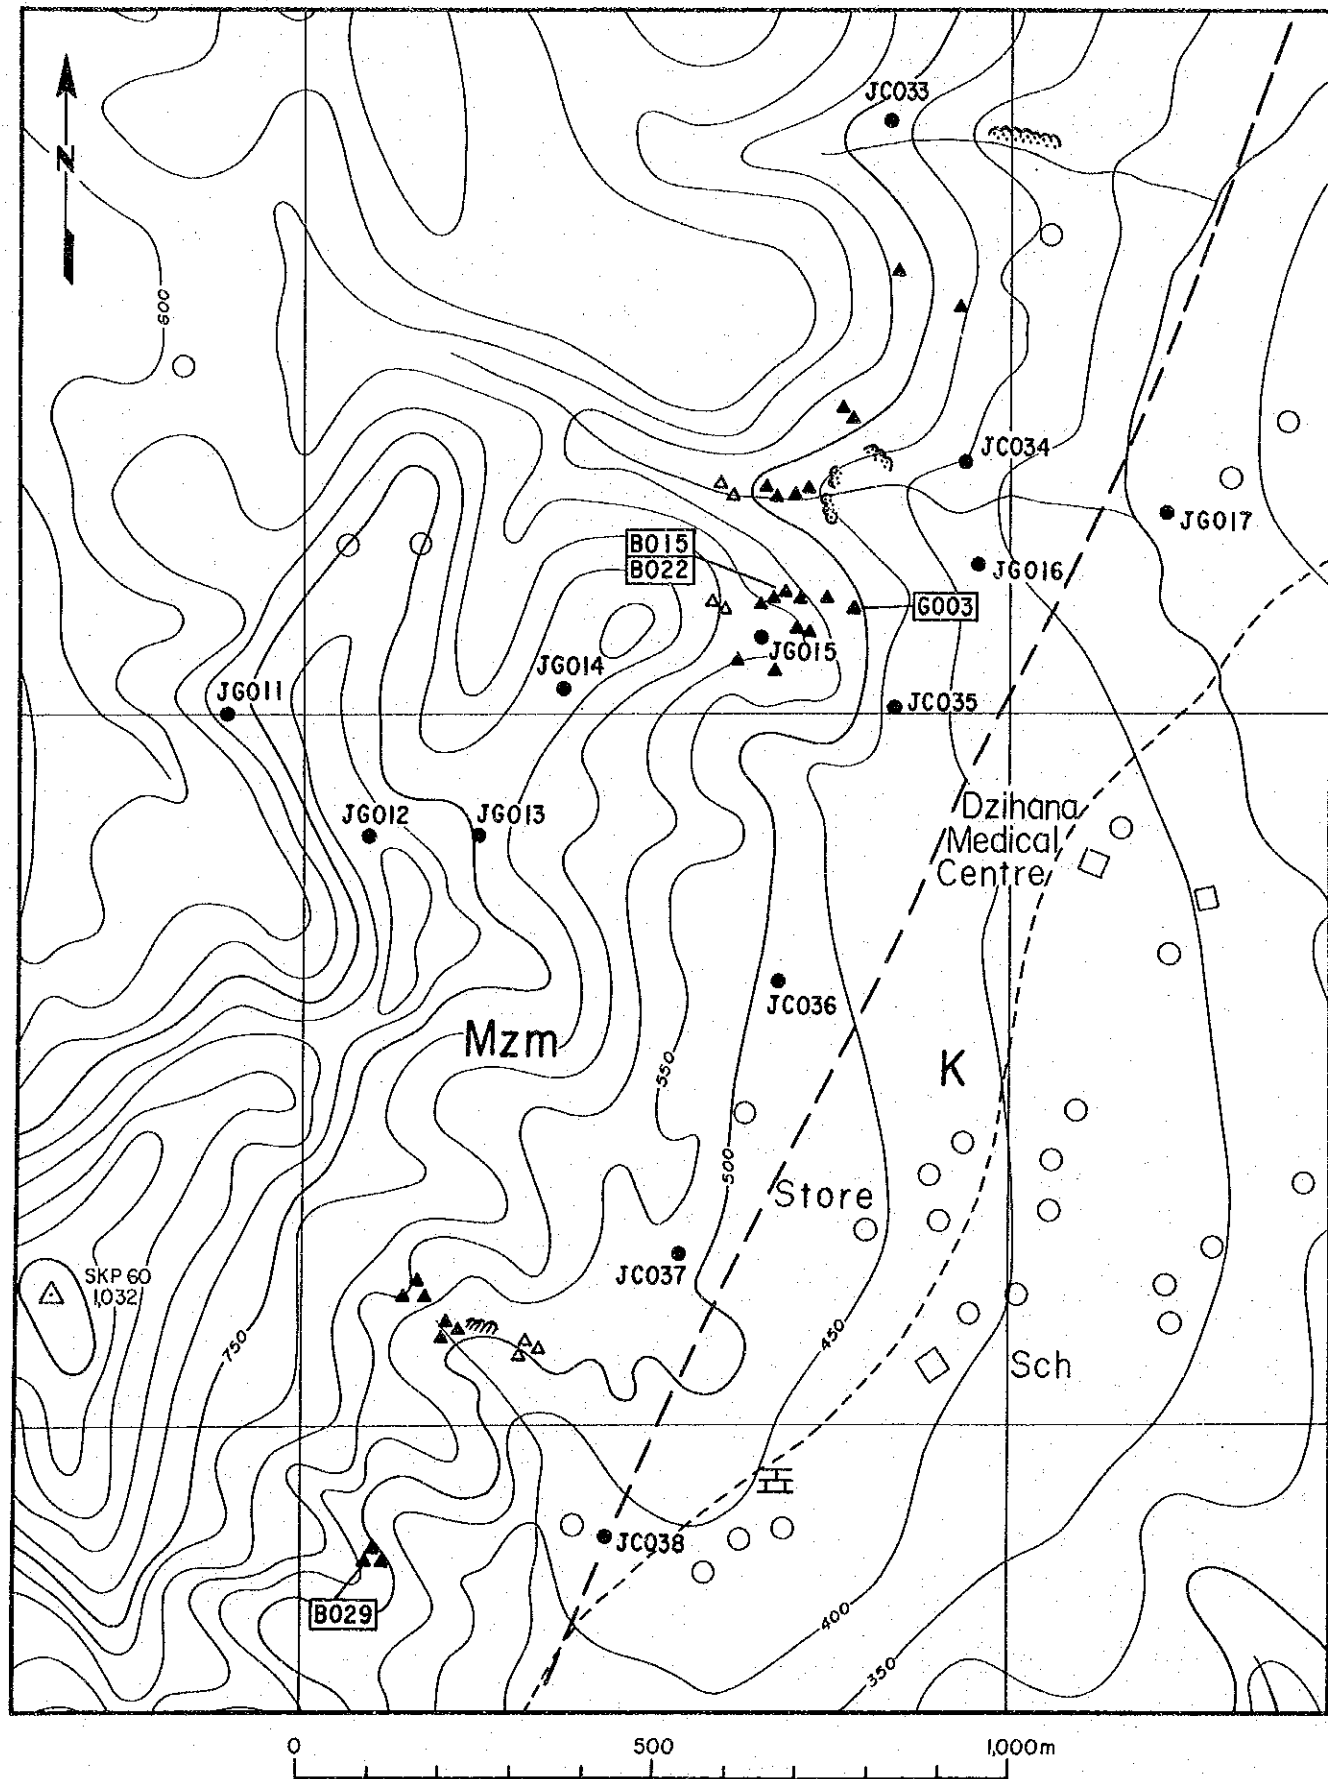 JC033
N
600
JC034
JG017
B015
B022
JG016
G003
JG015
JG014
JG011
JC035
Dzihana
Medical
Centre
JG012
JG013
JC036
Mzm
550
K
500
Store
JC037
SKP 60
1,032
750
450
Sch
JC038
B029
400
350
0
500
1,000m